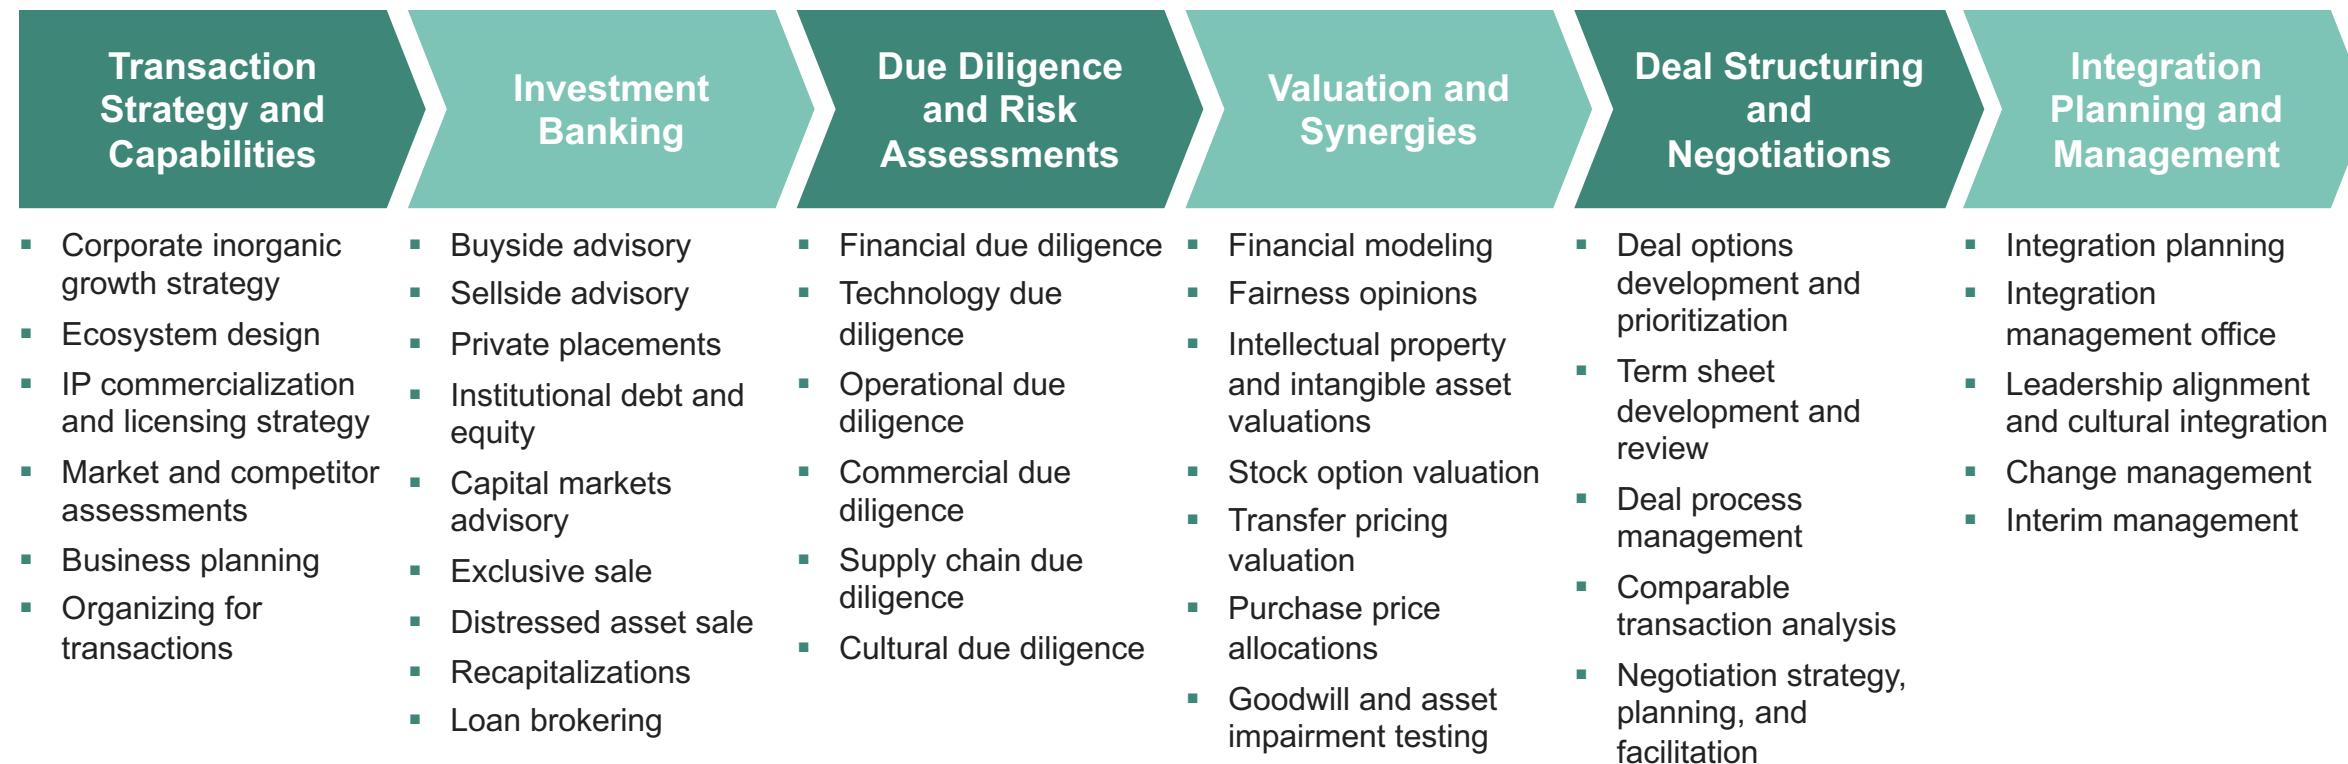 Transaction
Strategy and
Capabilities
Investment
Banking
Due Diligence
and Risk
Assessments
Valuation and
Synergies
Deal Structuring
and
Negotiations
Integration
Planning and
Management
▪ Corporate inorganic
growth strategy
▪ Ecosystem design
▪ IP commercialization
and licensing strategy
▪ Market and competitor
assessments
▪ Business planning
▪ Organizing for
transactions
▪ Buyside advisory
▪ Sellside advisory
▪ Private placements
▪ Institutional debt and
equity
▪ Capital markets
advisory
▪ Exclusive sale
▪ Distressed asset sale
▪ Recapitalizations
▪ Loan brokering
▪ Financial due diligence
▪ Technology due
diligence
▪ Operational due
diligence
▪ Commercial due
diligence
▪ Supply chain due
diligence
▪ Cultural due diligence
▪ Financial modeling
▪ Fairness opinions
▪ Intellectual property
and intangible asset
valuations
▪ Stock option valuation
▪ Transfer pricing
valuation
▪ Purchase price
allocations
▪ Goodwill and asset
impairment testing
▪ Deal options
development and
prioritization
▪ Term sheet
development and
review
▪ Deal process
management
▪ Comparable
transaction analysis
▪ Negotiation strategy,
planning, and
facilitation
▪ Integration planning
▪ Integration
management office
▪ Leadership alignment
and cultural integration
▪ Change management
▪ Interim management